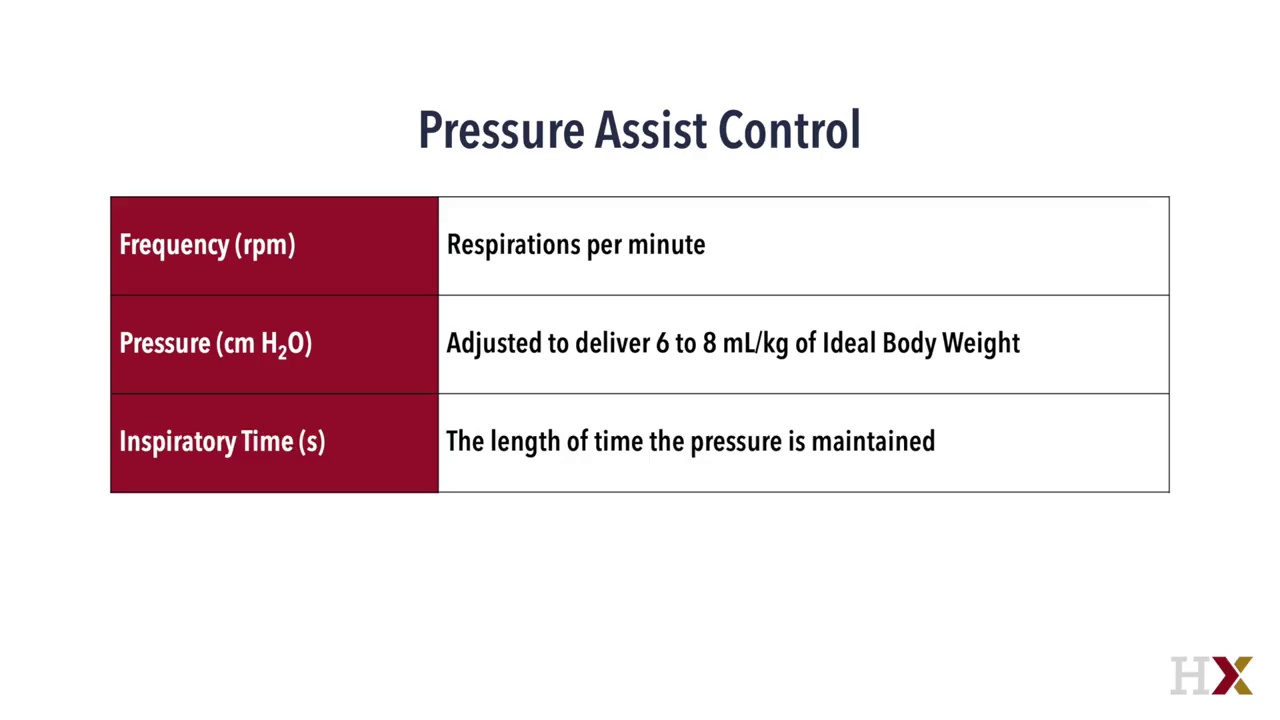 Pressure Assist Control
Frequency (rpm)
Respirations per minute
Pressure (cm H₂O)
Adjusted to deliver 6 to 8 mL/kg of Ideal Body Weight
Inspiratory Time (s)
The length of time the pressure is maintained
HX